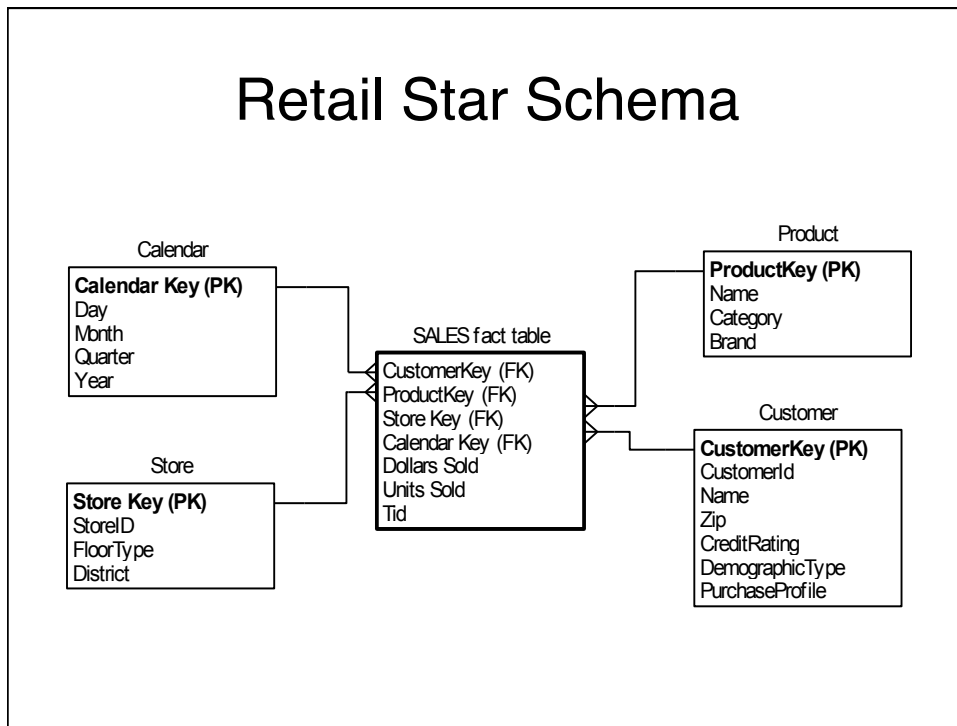 Retail Star Schema
Calendar
Calendar Key (PK)
Day
Month
Quarter
Year
Store
Store Key (PK)
StoreID
FloorType
District
SALES fact table
CustomerKey (FK)
ProductKey (FK)
Store Key (FK)
Calendar Key (FK)
Dollars Sold
Units Sold
Tid
Product
ProductKey (PK)
Name
Category
Brand
Customer
CustomerKey (PK)
CustomerId
Name
Zip
CreditRating
DemographicType
PurchaseProfile